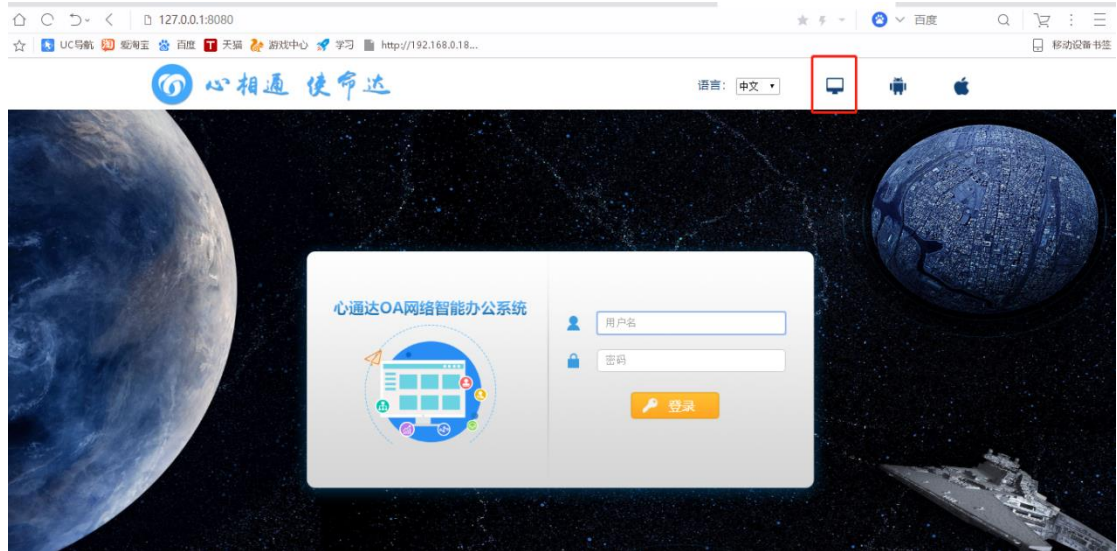 127.0.0.1:8080
百度
UC导航 爱淘宝 百度 天猫 游戏中心 学习 http://192.168.0.18... 移动设备书签
心相通 使命达
语言: 中文
心通达OA网络智能办公系统
用户名
密码
登录